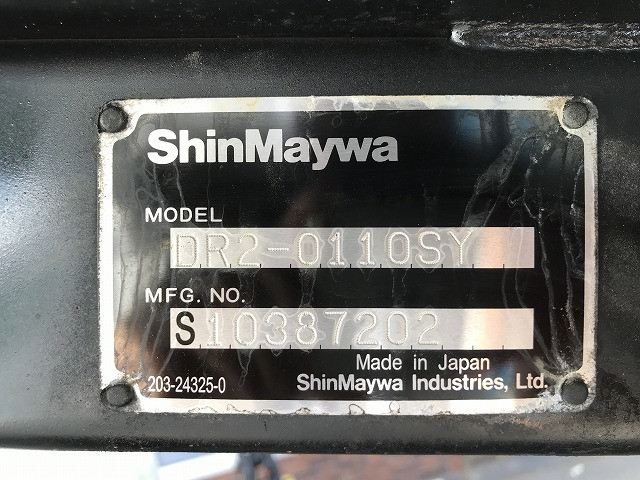 ShinMaywa
MODEL
DR2-0110SY
MFG. NO.
S10387202
Made in Japan
203-24325-0 ShinMaywa Industries, Ltd.